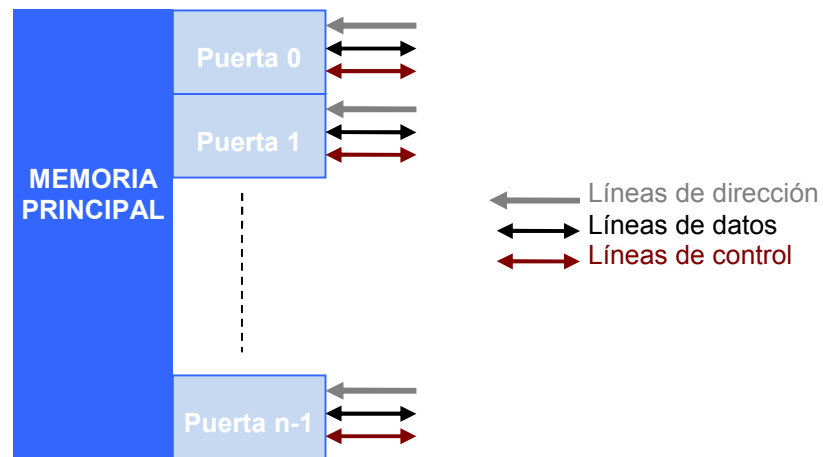 Puerta 0
Puerta 1
MEMORIA
PRINCIPAL
Líneas de dirección
Líneas de datos
Líneas de control
Puerta n-1